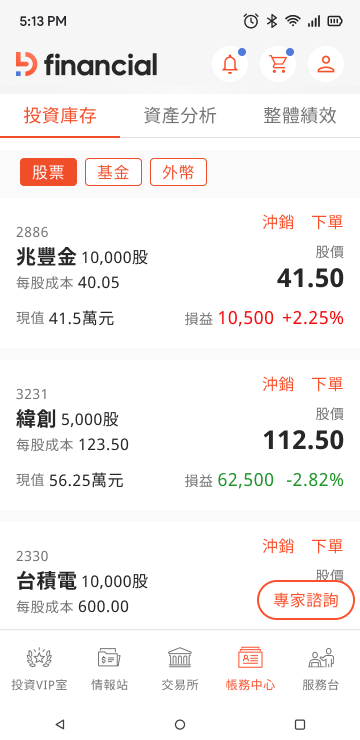 5:13 PM
financial
投資庫存 資產分析 整體績效
股票 基金 外幣
沖銷 下單
2886
股價
兆豐金 10,000股
41.50
每股成本 40.05
現值 41.5萬元 損益 10,500 +2.25%
沖銷 下單
3231
股價
緯創 5,000股
112.50
每股成本 123.50
現值 56.25萬元 損益 62,500 -2.82%
沖銷 下單
2330
股價
台積電 10,000股
每股成本 600.00
專家諮詢
投資VIP室 情報站 交易所 帳務中心 服務台